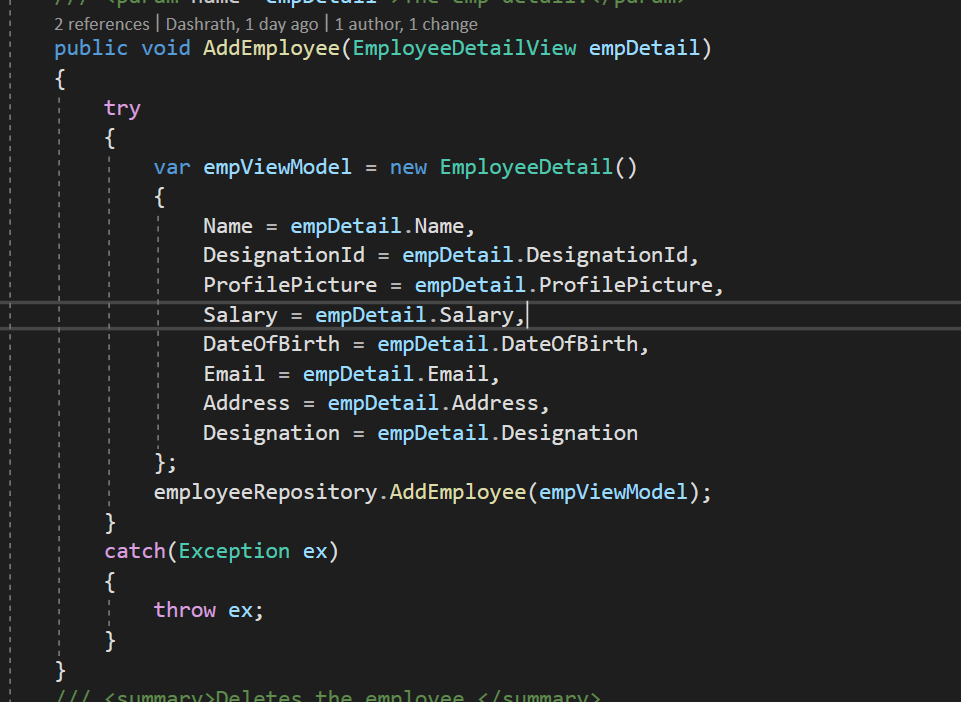 /// <param name="empDetail">The emp detail.</param>
2 references | Dashrath, 1 day ago | 1 author, 1 change
public void AddEmployee(EmployeeDetailView empDetail)
{
try
{
var empViewModel = new EmployeeDetail()
{
Name = empDetail.Name,
DesignationId = empDetail.DesignationId,
ProfilePicture = empDetail.ProfilePicture,
Salary = empDetail.Salary,
DateOfBirth = empDetail.DateOfBirth,
Email = empDetail.Email,
Address = empDetail.Address,
Designation = empDetail.Designation
};
employeeRepository.AddEmployee(empViewModel);
}
catch(Exception ex)
{
throw ex;
}
}
/// <summary>Deletes the employee.</summary>